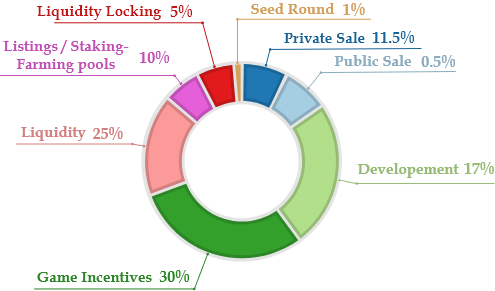 Liquidity Locking 5%
Seed Round 1%
Private Sale 11.5%
Public Sale 0.5%
Listings / Staking-
Farming pools 10%
Liquidity 25%
Developement 17%
Game Incentives 30%